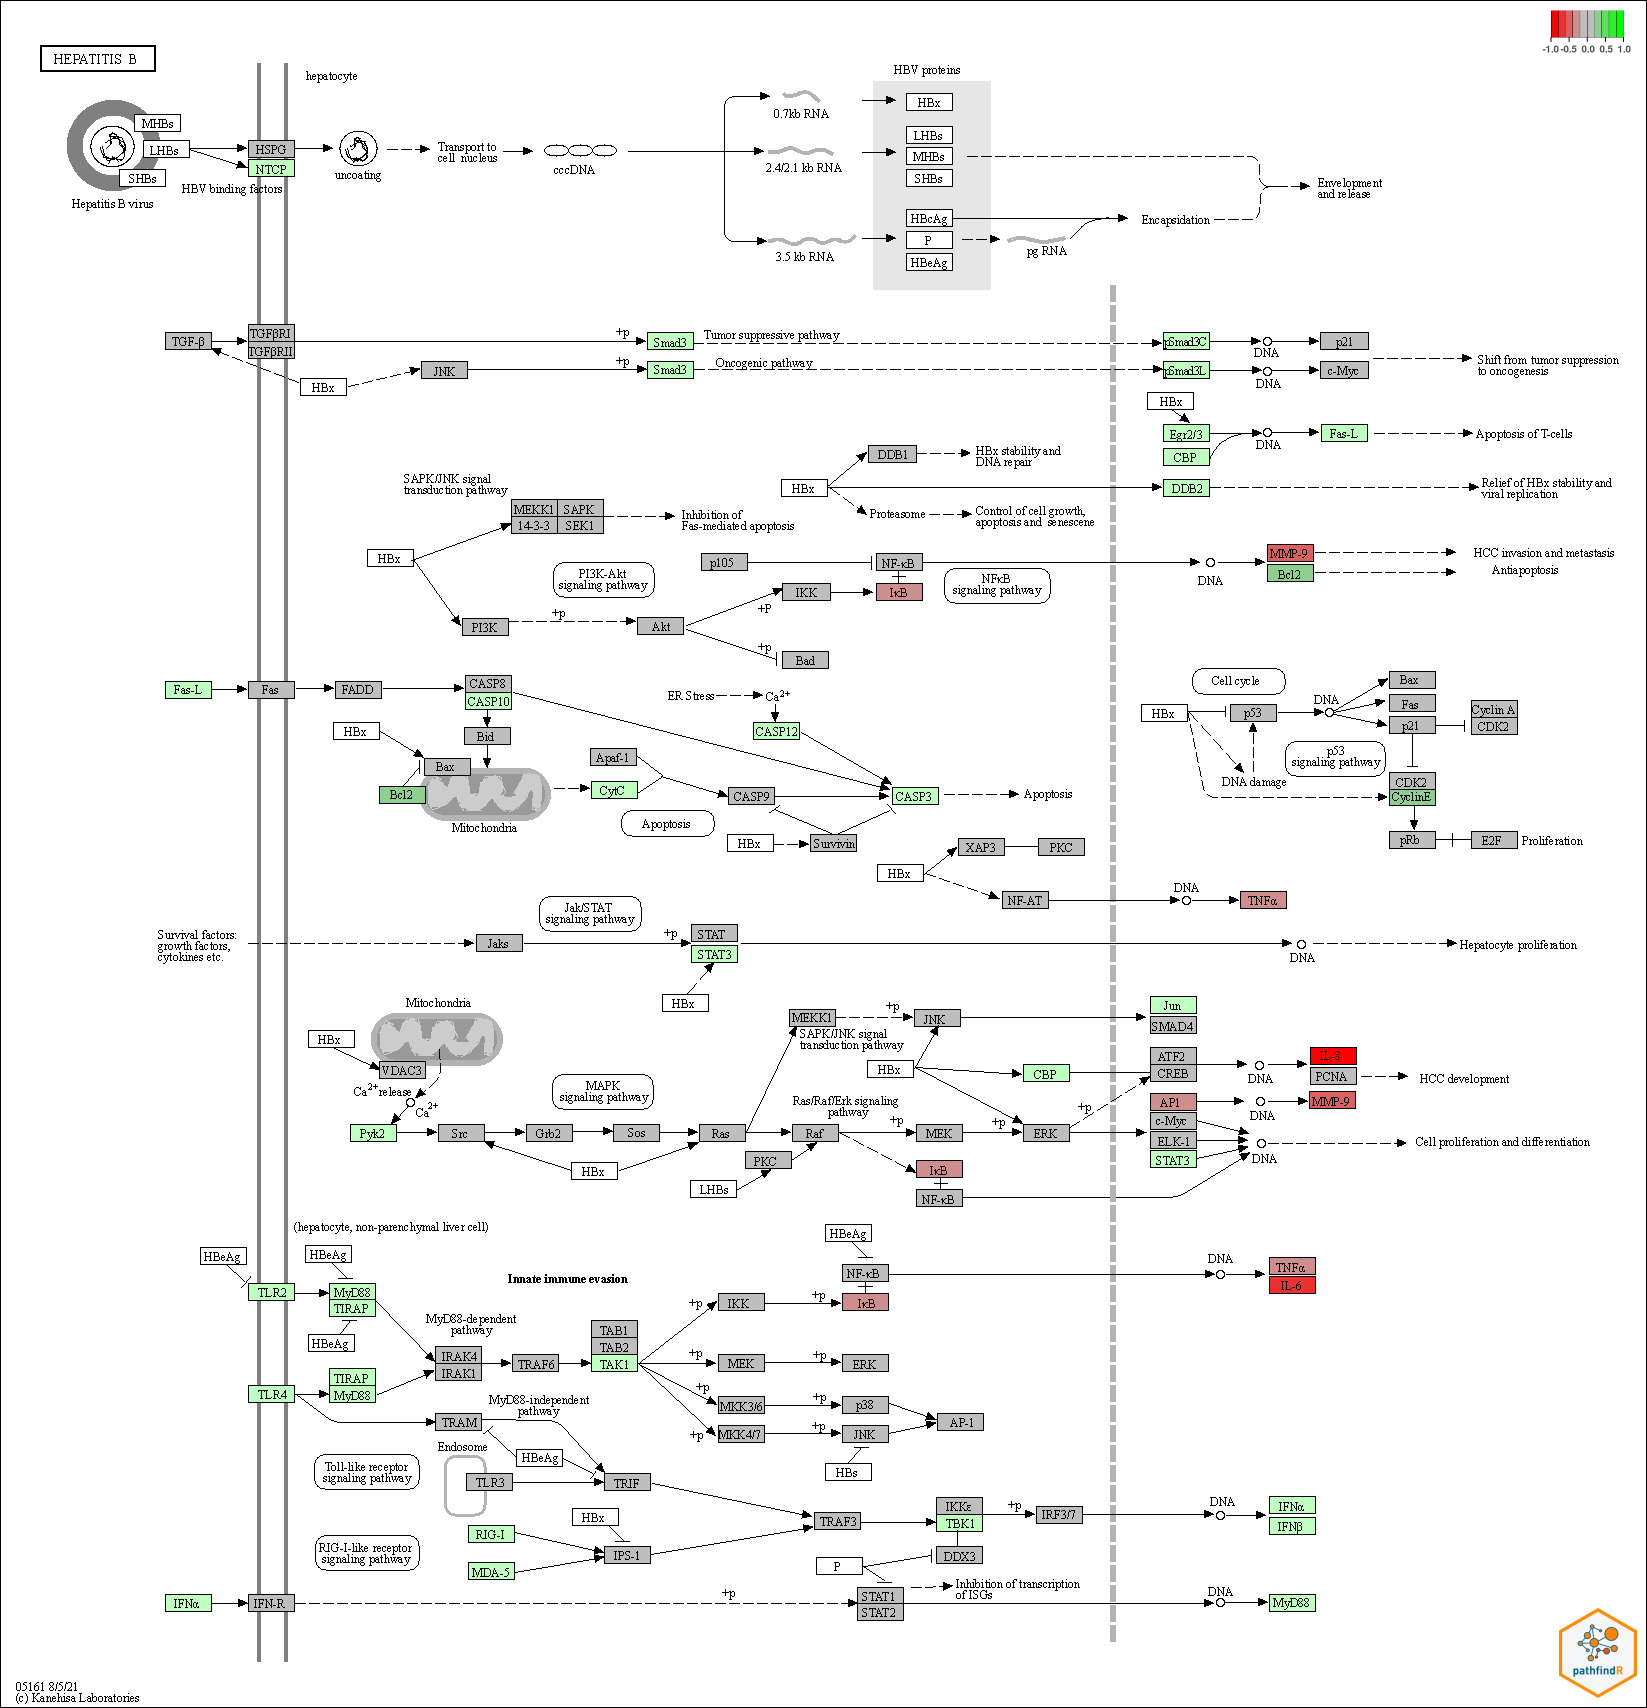 -1.0 -0.5 0.0 0.5 1.0
HEPATITIS B
hepatocyte
HBV proteins
MHBs
LHBs
SHBs
Hepatitis B virus
HSPG
NTCP
HBV binding factors
uncoating
Transport to
cell nucleus
cccDNA
0.7kb RNA
2.4/2.1 kb RNA
3.5 kb RNA
HBx
LHBs
MHBs
SHBs
HBcAg
P
HBeAg
pg RNA
Encapsidation
Envelopment
and release
TGF-β
TGFβRI
TGFβRII
HBx
JNK
+p
+p
Smad3
Smad3
Tumor suppressive pathway
Oncogenic pathway
pSmad3C
pSmad3L
DNA
DNA
p21
c-Myc
Shift from tumor suppression
to oncogenesis
HBx
Egr2/3
CBP
DNA
Fas-L
Apoptosis of T-cells
HBx
DDB1
HBx stability and
DNA repair
DDB2
Relief of HBx stability and
viral replication
Proteasome
Control of cell growth,
apoptosis and senescene
SAPK/JNK signal
transduction pathway
MEKK1
SAPK
14-3-3
SEK1
Inhibition of
Fas-mediated apoptosis
HBx
p105
NF-κB
IκB
NFκB
signaling pathway
DNA
MMP-9
Bcl2
HCC invasion and metastasis
Antiapoptosis
PI3K-Akt
signaling pathway
PI3K
+p
Akt
IKK
+P
+p
Bad
Fas-L
Fas
FADD
CASP8
CASP10
Bid
HBx
Bax
Bcl2
Mitochondria
ER Stress
Ca2+
CASP12
Apaf-1
CytC
CASP9
CASP3
Apoptosis
Apoptosis
HBx
Survivin
Cell cycle
HBx
p53
DNA
Bax
Fas
p21
Cyclin A
CDK2
p53
signaling pathway
DNA damage
CDK2
CyclinE
pRb
E2F
Proliferation
HBx
XAP3
PKC
NF-AT
DNA
TNFα
Jak/STAT
signaling pathway
Survival factors:
growth factors,
cytokines etc.
Jaks
+p
STAT
STAT3
HBx
DNA
Hepatocyte proliferation
Mitochondria
HBx
VDAC3
Ca2+ release
Ca2+
Pyk2
Src
Grb2
Sos
Ras
Raf
MEK
ERK
+p
+p
+p
MAPK
signaling pathway
HBx
PKC
LHBs
MEKK1
+p
JNK
SAPK/JNK signal
transduction pathway
HBx
CBP
Ras/Raf/Erk signaling
pathway
IκB
NF-κB
Jun
SMAD4
ATF2
CREB
AP1
c-Myc
ELK-1
STAT3
DNA
DNA
DNA
IL-8
PCNA
MMP-9
HCC development
Cell proliferation and differentiation
(hepatocyte, non-parenchymal liver cell)
HBeAg
HBeAg
TLR2
MyD88
TIRAP
HBeAg
Innate immune evasion
HBeAg
NF-κB
IκB
DNA
TNFα
IL-6
MyD88-dependent
pathway
IRAK4
IRAK1
TRAF6
TAB1
TAB2
TAK1
+p
IKK
+p
+p
MEK
+p
ERK
+p
MKK3/6
+p
p38
+p
MKK4/7
+p
JNK
AP-1
HBs
TLR4
TIRAP
MyD88
MyD88-independent
pathway
TRAM
Endosome
HBeAg
TLR3
TRIF
Toll-like receptor
signaling pathway
HBx
RIG-I
MDA-5
IPS-1
RIG-I-like receptor
signaling pathway
TRAF3
IKKε
TBK1
DDX3
+p
IRF3/7
DNA
IFNα
IFNβ
P
IFNα
IFN-R
+p
STAT1
STAT2
Inhibition of transcription
of ISGs
DNA
MyD88
pathfindR
05161 8/5/21
(c) Kanehisa Laboratories